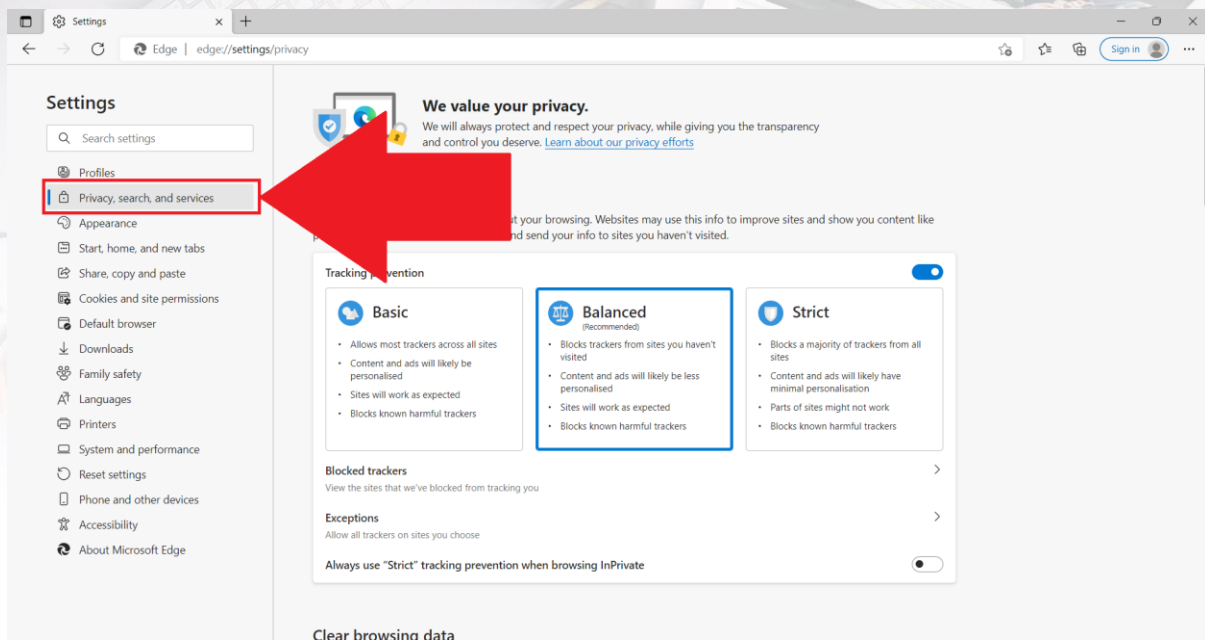 Settings
Edge | edge://settings/privacy
Sign in
Settings
Search settings
Profiles
Privacy, search, and services
Appearance
Start, home, and new tabs
Share, copy and paste
Cookies and site permissions
Default browser
Downloads
Family safety
Languages
Printers
System and performance
Reset settings
Phone and other devices
Accessibility
About Microsoft Edge
We value your privacy.
We will always protect and respect your privacy, while giving you the transparency
and control you deserve. Learn about our privacy efforts
your browsing. Websites may use this info to improve sites and show you content like
send your info to sites you haven't visited.
Tracking prevention
Basic
• Allows most trackers across all sites
• Content and ads will likely be
personalised
• Sites will work as expected
• Blocks known harmful trackers
Balanced
(Recommended)
• Blocks trackers from sites you haven't
visited
• Content and ads will likely be less
personalised
• Sites will work as expected
• Blocks known harmful trackers
Strict
• Blocks a majority of trackers from all
sites
• Content and ads will likely have
minimal personalisation
• Parts of sites might not work
• Blocks known harmful trackers
Blocked trackers
View the sites that we've blocked from tracking you
Exceptions
Allow all trackers on sites you choose
Always use "Strict" tracking prevention when browsing InPrivate
Clear browsing data